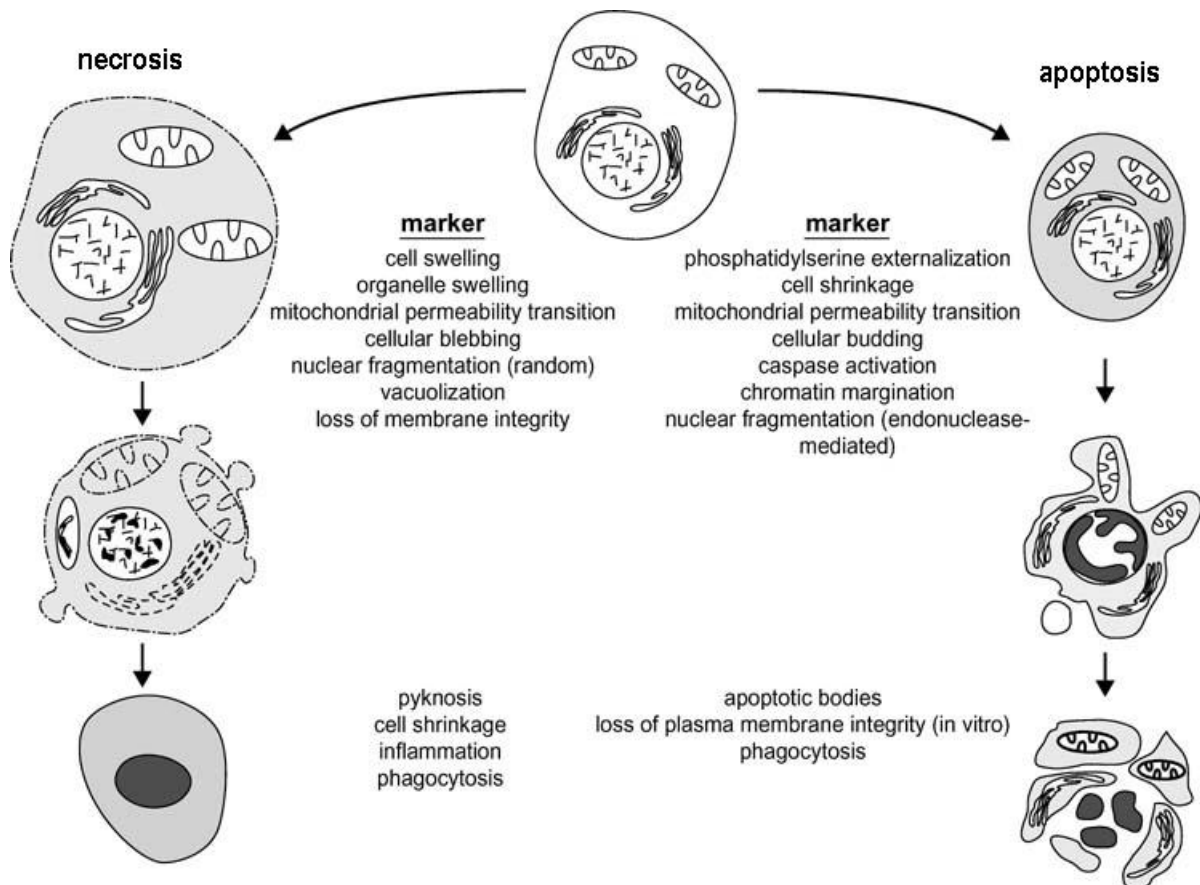 necrosis
apoptosis
marker
cell swelling
organelle swelling
mitochondrial permeability transition
cellular blebbing
nuclear fragmentation (random)
vacuolization
loss of membrane integrity
marker
phosphatidylserine externalization
cell shrinkage
mitochondrial permeability transition
cellular budding
caspase activation
chromatin margination
nuclear fragmentation (endonuclease-
mediated)
pyknosis
cell shrinkage
inflammation
phagocytosis
apoptotic bodies
loss of plasma membrane integrity (in vitro)
phagocytosis